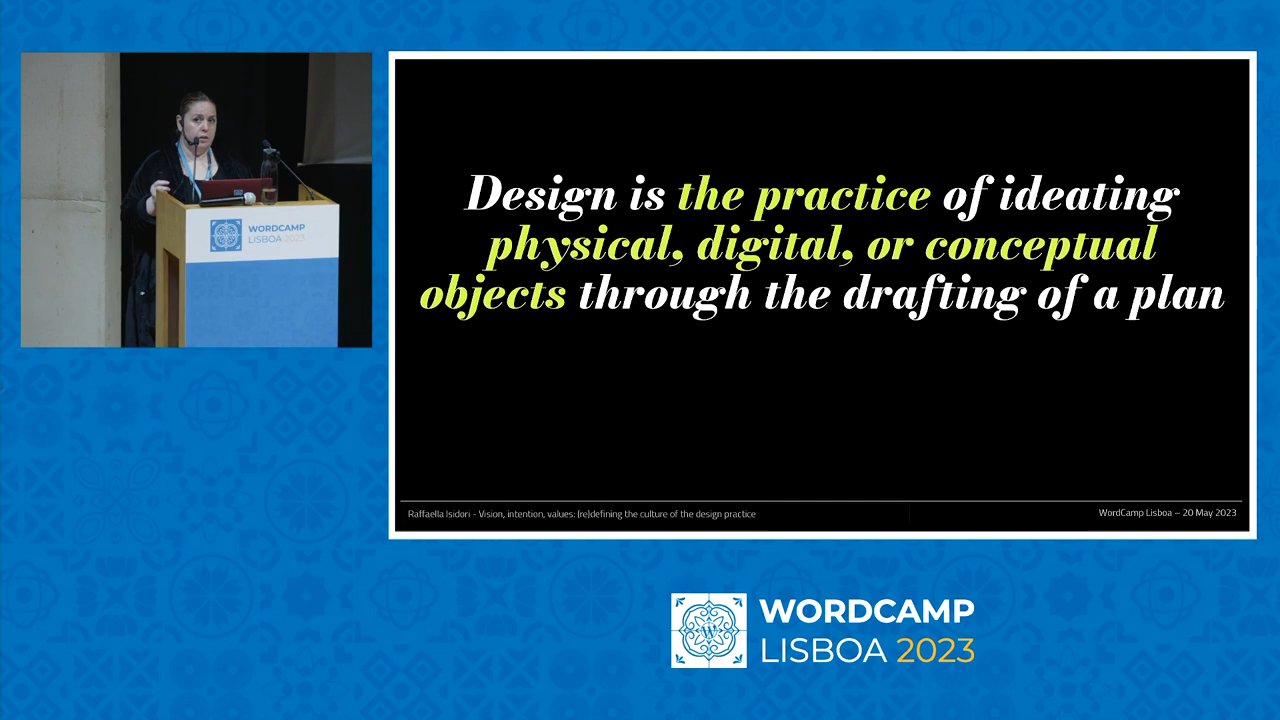 WORDCAMP
LISBOA 2023
Design is the practice of ideating
physical, digital, or conceptual
objects through the drafting of a plan
Raffaella Isidori - Vision, intention, values: (re)defining the culture of the design practice
WordCamp Lisboa – 20 May 2023
WORDCAMP
LISBOA 2023